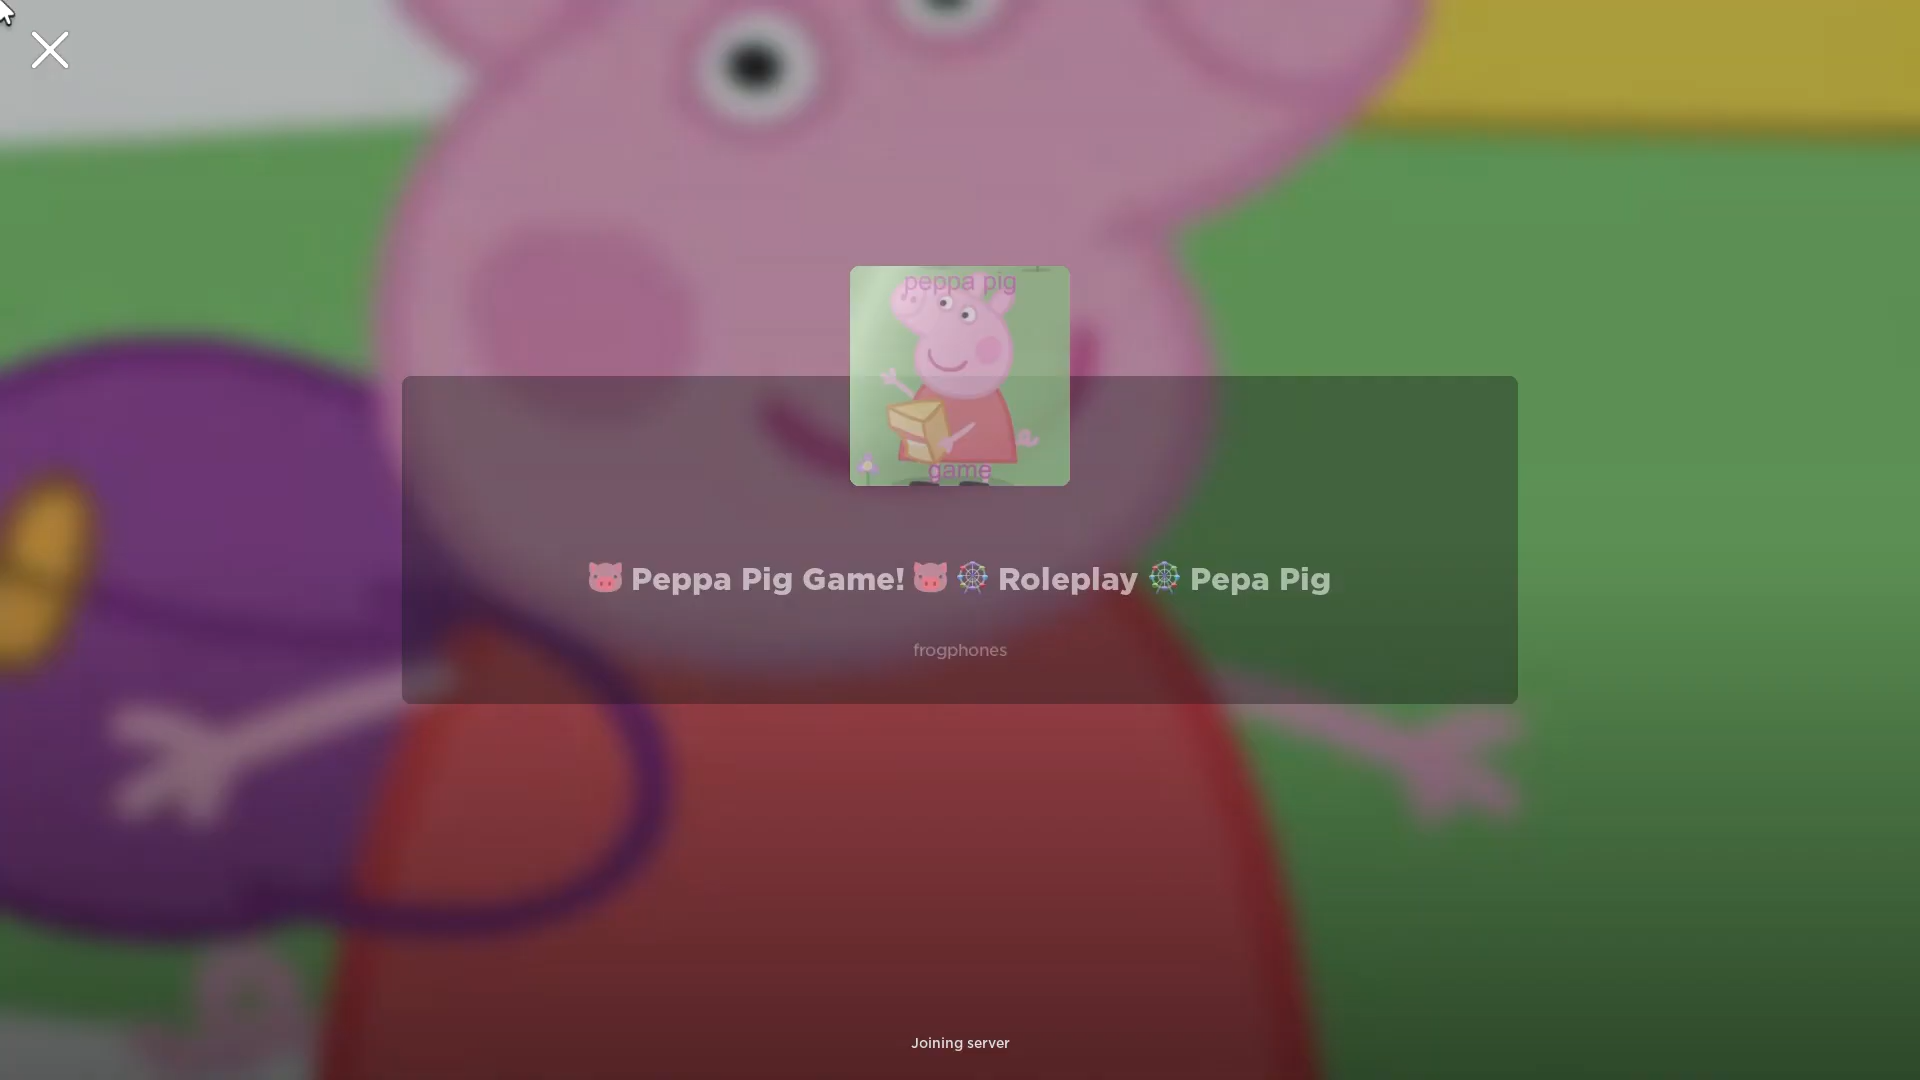 peppa pig
game
🐷 Peppa Pig Game! 🐷🎡 Roleplay 🎡 Pepa Pig
frogphones
Joining server